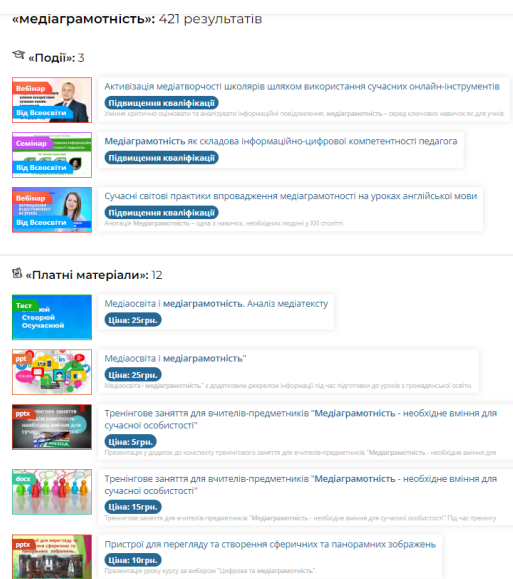 «медіаграмотність»: 421 результатів
«Події»: 3
Вебінар
Від Всеосвіти
Активізація медіатворчості школярів шляхом використання сучасних онлайн-інструментів
Підвищення кваліфікації
Уміння критично оцінювати та аналізувати інформаційні повідомлення, медіаграмотність – серед ключових навичок як для учнів
Семінар
Від Всеосвіти
Медіаграмотність як складова інформаційно-цифрової компетентності педагога
Підвищення кваліфікації
Вебінар
Від Всеосвіти
Сучасні світові практики впровадження медіаграмотності на уроках англійської мови
Підвищення кваліфікації
Анотація Медіаграмотність – одна з навичок, необхідних людині у XXI столітті.
«Платні матеріали»: 12
Тест
Створюй
Осучаснюй
Медіаосвіта і медіаграмотність. Аналіз медіатексту
Ціна: 25грн.
ppt
Медіаосвіта і медіаграмотність"
Ціна: 25грн.
Медіаосвіта і медіаграмотність" є додатковим джерелом інформації під час підготовки до уроків з громадянської освіти.
pptx
Тренінгове заняття для вчителів-предметників "Медіаграмотність - необхідне вміння для
сучасної особистості"
Ціна: 5грн.
Презентація у додаток до конспекту тренінгового заняття для вчителів-предметників "Медіаграмотність - необхідне вміння для
docx
Тренінгове заняття для вчителів-предметників "Медіаграмотність - необхідне вміння для
сучасної особистості"
Ціна: 15грн.
Тренінгове заняття для вчителів-предметників "Медіаграмотність - необхідне вміння для сучасної особистості" Під час тренінгу
pptx
Пристрої для перегляду та створення сферичних та панорамних зображень
Ціна: 10грн.
Презентація уроку курсу за вибором "Цифрова та медіаграмотність".